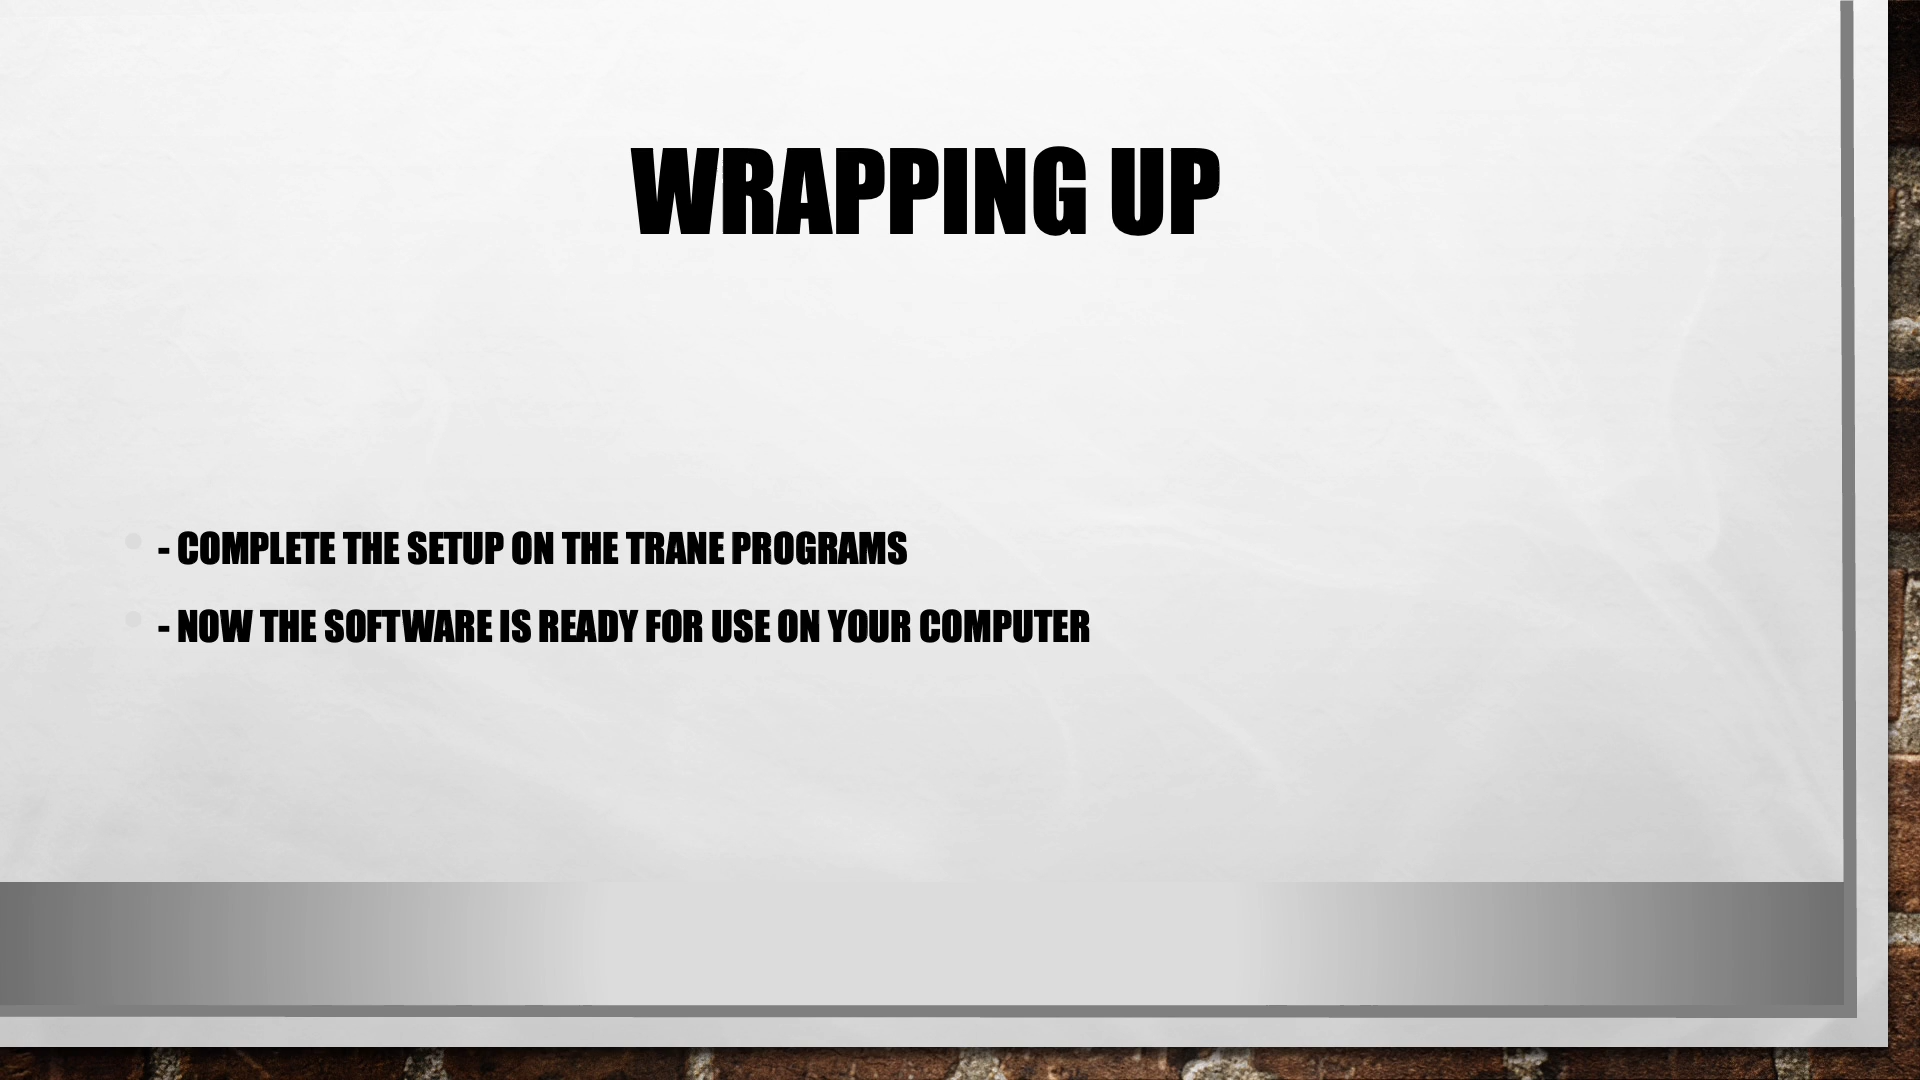 WRAPPING UP
- COMPLETE THE SETUP ON THE TRANE PROGRAMS
- NOW THE SOFTWARE IS READY FOR USE ON YOUR COMPUTER